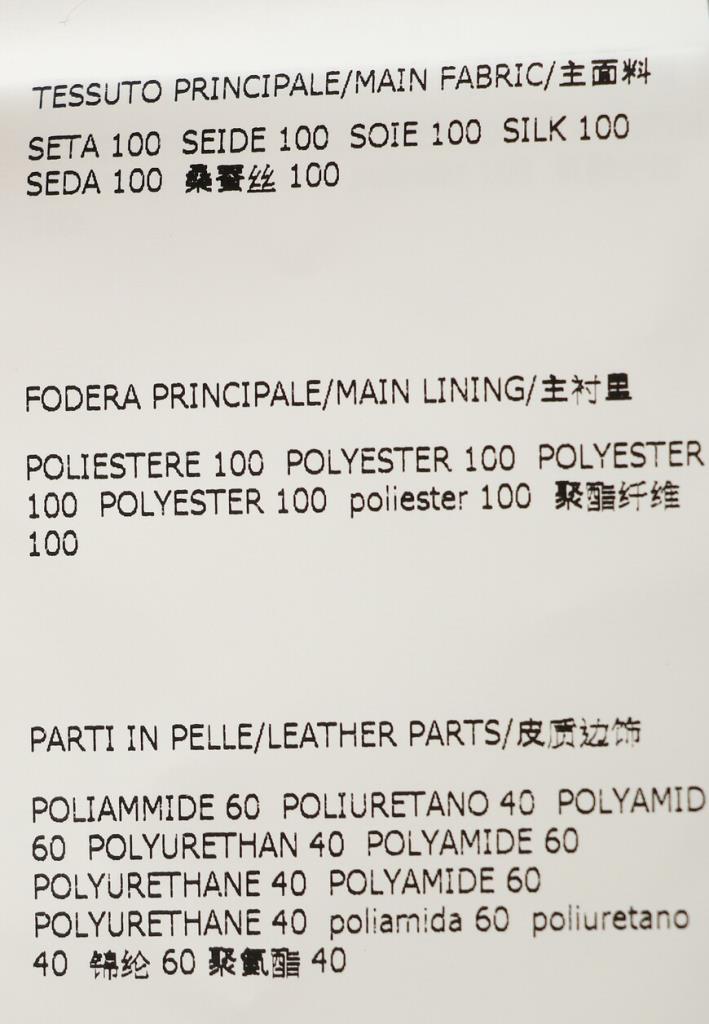 TESSUTO PRINCIPALE/MAIN FABRIC/主面料
SETA 100 SEIDE 100 SOIE 100 SILK 100
SEDA 100 桑蚕丝 100
FODERA PRINCIPALE/MAIN LINING/主衬里
POLIESTERE 100 POLYESTER 100 POLYESTER
100 POLYESTER 100 poliester 100 聚酯纤维
100
PARTI IN PELLE/LEATHER PARTS/皮质边饰
POLIAMMIDE 60 POLIURETANO 40 POLYAMID
60 POLYURETHAN 40 POLYAMIDE 60
POLYURETHANE 40 POLYAMIDE 60
POLYURETHANE 40 poliamida 60 poliuretano
40 锦纶 60 聚氨酯 40